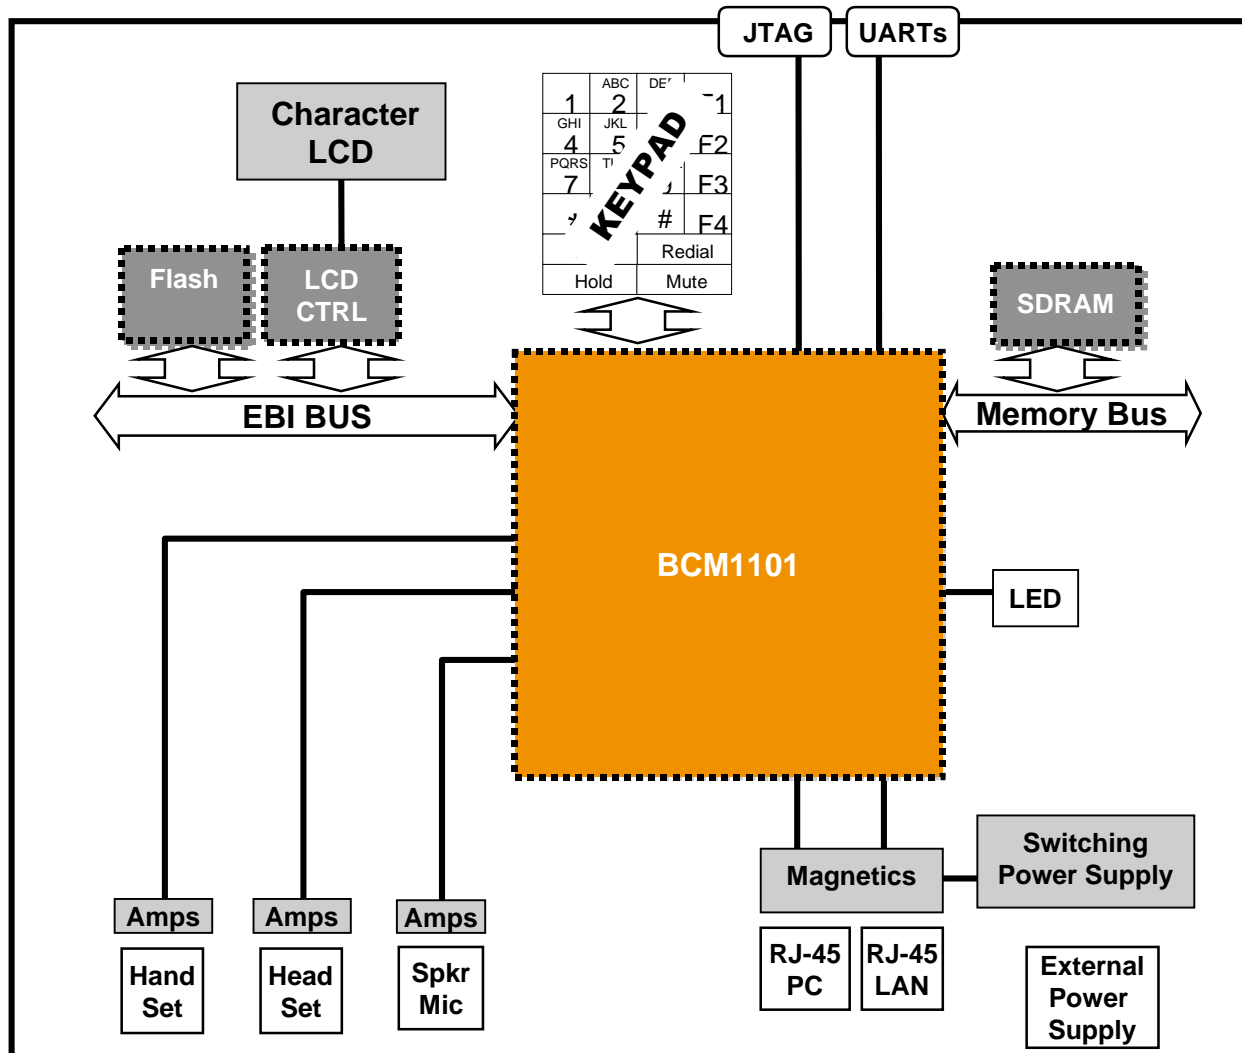 JTAG
UARTs
Character
LCD
ABC
1
2
GHI
JKL
4
5
F2
PQRS
7
F3
#
F4
KEYPAD
Redial
Hold
Mute
Flash
LCD
CTRL
SDRAM
EBI BUS
Memory Bus
BCM1101
LED
Switching
Power Supply
Magnetics
Amps
Amps
Amps
Hand
Set
Head
Set
Spkr
Mic
RJ-45
PC
RJ-45
LAN
External
Power
Supply